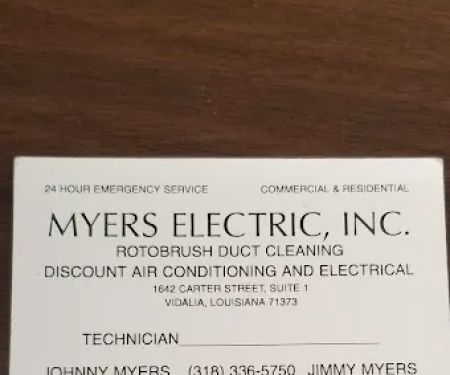 24 HOUR EMERGENCY SERVICE COMMERCIAL & RESIDENTIAL
MYERS ELECTRIC, INC.
ROTOBRUSH DUCT CLEANING
DISCOUNT AIR CONDITIONING AND ELECTRICAL
1642 CARTER STREET, SUITE 1
VIDALIA, LOUISIANA 71373
TECHNICIAN
JOHNNY MYERS (318) 336-5750 JIMMY MYERS